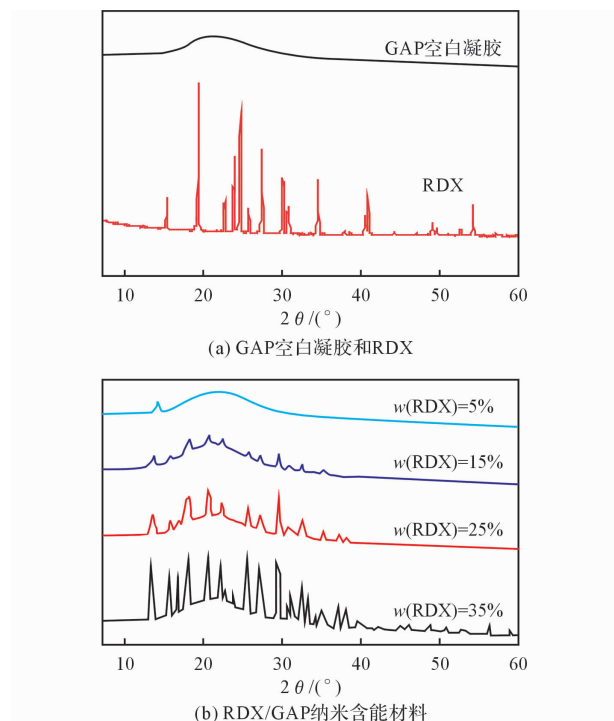 GAP空白凝胶
RDX
10 20 30 40 50 60
2 θ /(°)
(a) GAP空白凝胶和RDX
w(RDX)=5%
w(RDX)=15%
w(RDX)=25%
w(RDX)=35%
10 20 30 40 50 60
2 θ /(°)
(b) RDX/GAP纳米含能材料